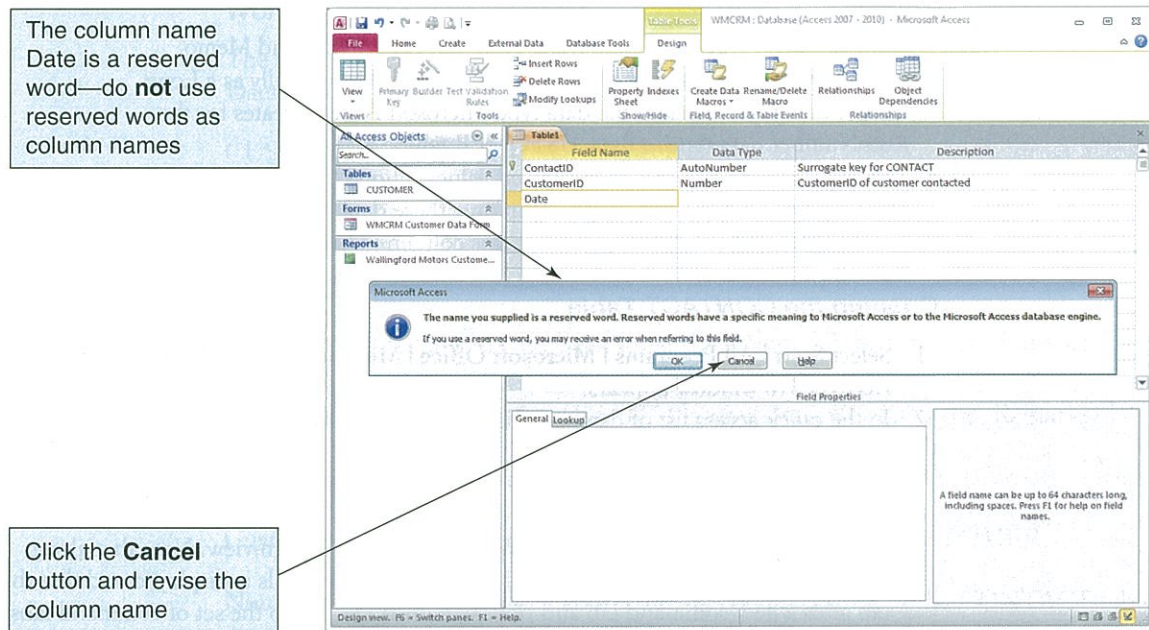 The column name
Date is a reserved
word—do not use
reserved words as
column names
Click the Cancel
button and revise the
column name
Table Tools
WMCRM : Database (Access 2007 - 2010) - Microsoft Access
File Home Create External Data Database Tools Design
View
Primary Key
Builder
Test Validation Rules
Insert Rows
Delete Rows
Modify Lookups
Property Sheet
Indexes
Create Data Macros
Rename/Delete Macro
Relationships
Object Dependencies
Views Tools Show/Hide Field, Record & Table Events Relationships
All Access Objects
Search...
Tables
CUSTOMER
Forms
WMCRM Customer Data Form
Reports
Wallingford Motors Custome...
Table1
Field Name Data Type Description
ContactID AutoNumber Surrogate key for CONTACT
CustomerID Number CustomerID of customer contacted
Date
Microsoft Access
The name you supplied is a reserved word. Reserved words have a specific meaning to Microsoft Access or to the Microsoft Access database engine.
If you use a reserved word, you may receive an error when referring to this field.
OK Cancel Help
Field Properties
General Lookup
A field name can be up to 64 characters long,
including spaces. Press F1 for help on field
names.
Design view. F6 = Switch panes. F1 = Help.